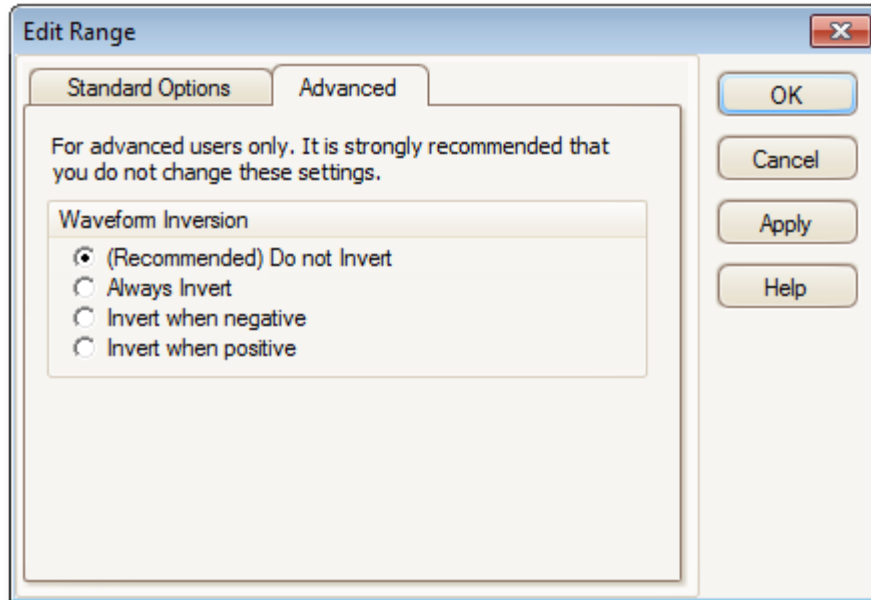 Edit Range
Standard Options
Advanced
For advanced users only. It is strongly recommended that
you do not change these settings.
Waveform Inversion
(Recommended) Do not Invert
Always Invert
Invert when negative
Invert when positive
OK
Cancel
Apply
Help